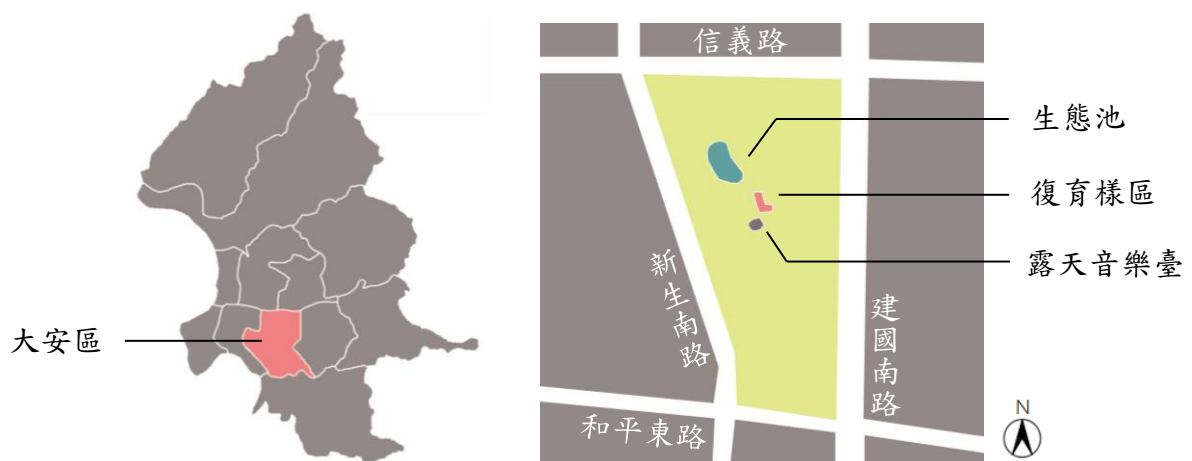 大安區
信義路
生態池
復育樣區
露天音樂臺
新生南路
建國南路
和平東路
N